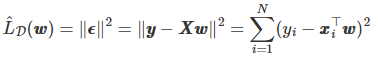 L̂_𝒟(𝒘) = ‖𝝐‖² = ‖𝒚 − 𝑿𝒘‖² = ∑_{i=1}^{N} (y_i − 𝒙_i^⊤ 𝒘)²